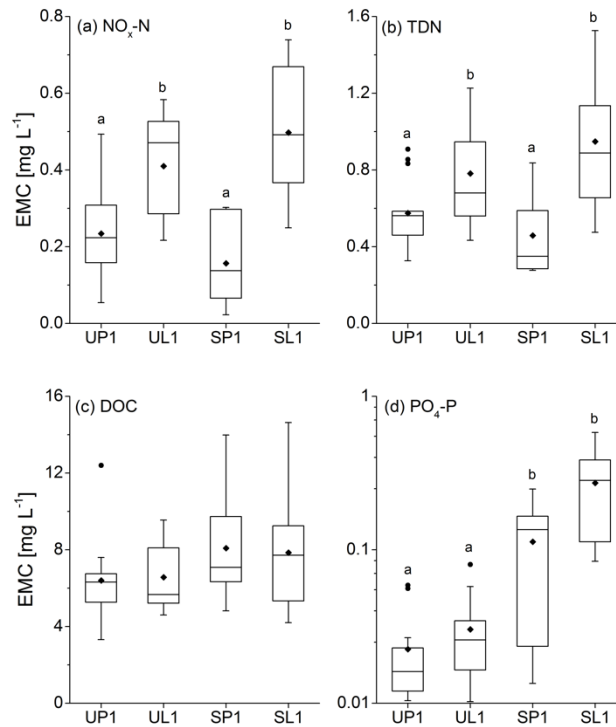 (a) NOₓ-N
EMC [mg L⁻¹]
0.8
0.6
0.4
0.2
0.0
a
b
a
b
UP1 UL1 SP1 SL1
(b) TDN
1.6
1.2
0.8
0.4
0.0
a
b
a
b
UP1 UL1 SP1 SL1
(c) DOC
EMC [mg L⁻¹]
16
12
8
4
0
UP1 UL1 SP1 SL1
(d) PO₄-P
1
0.1
0.01
a
a
b
b
UP1 UL1 SP1 SL1